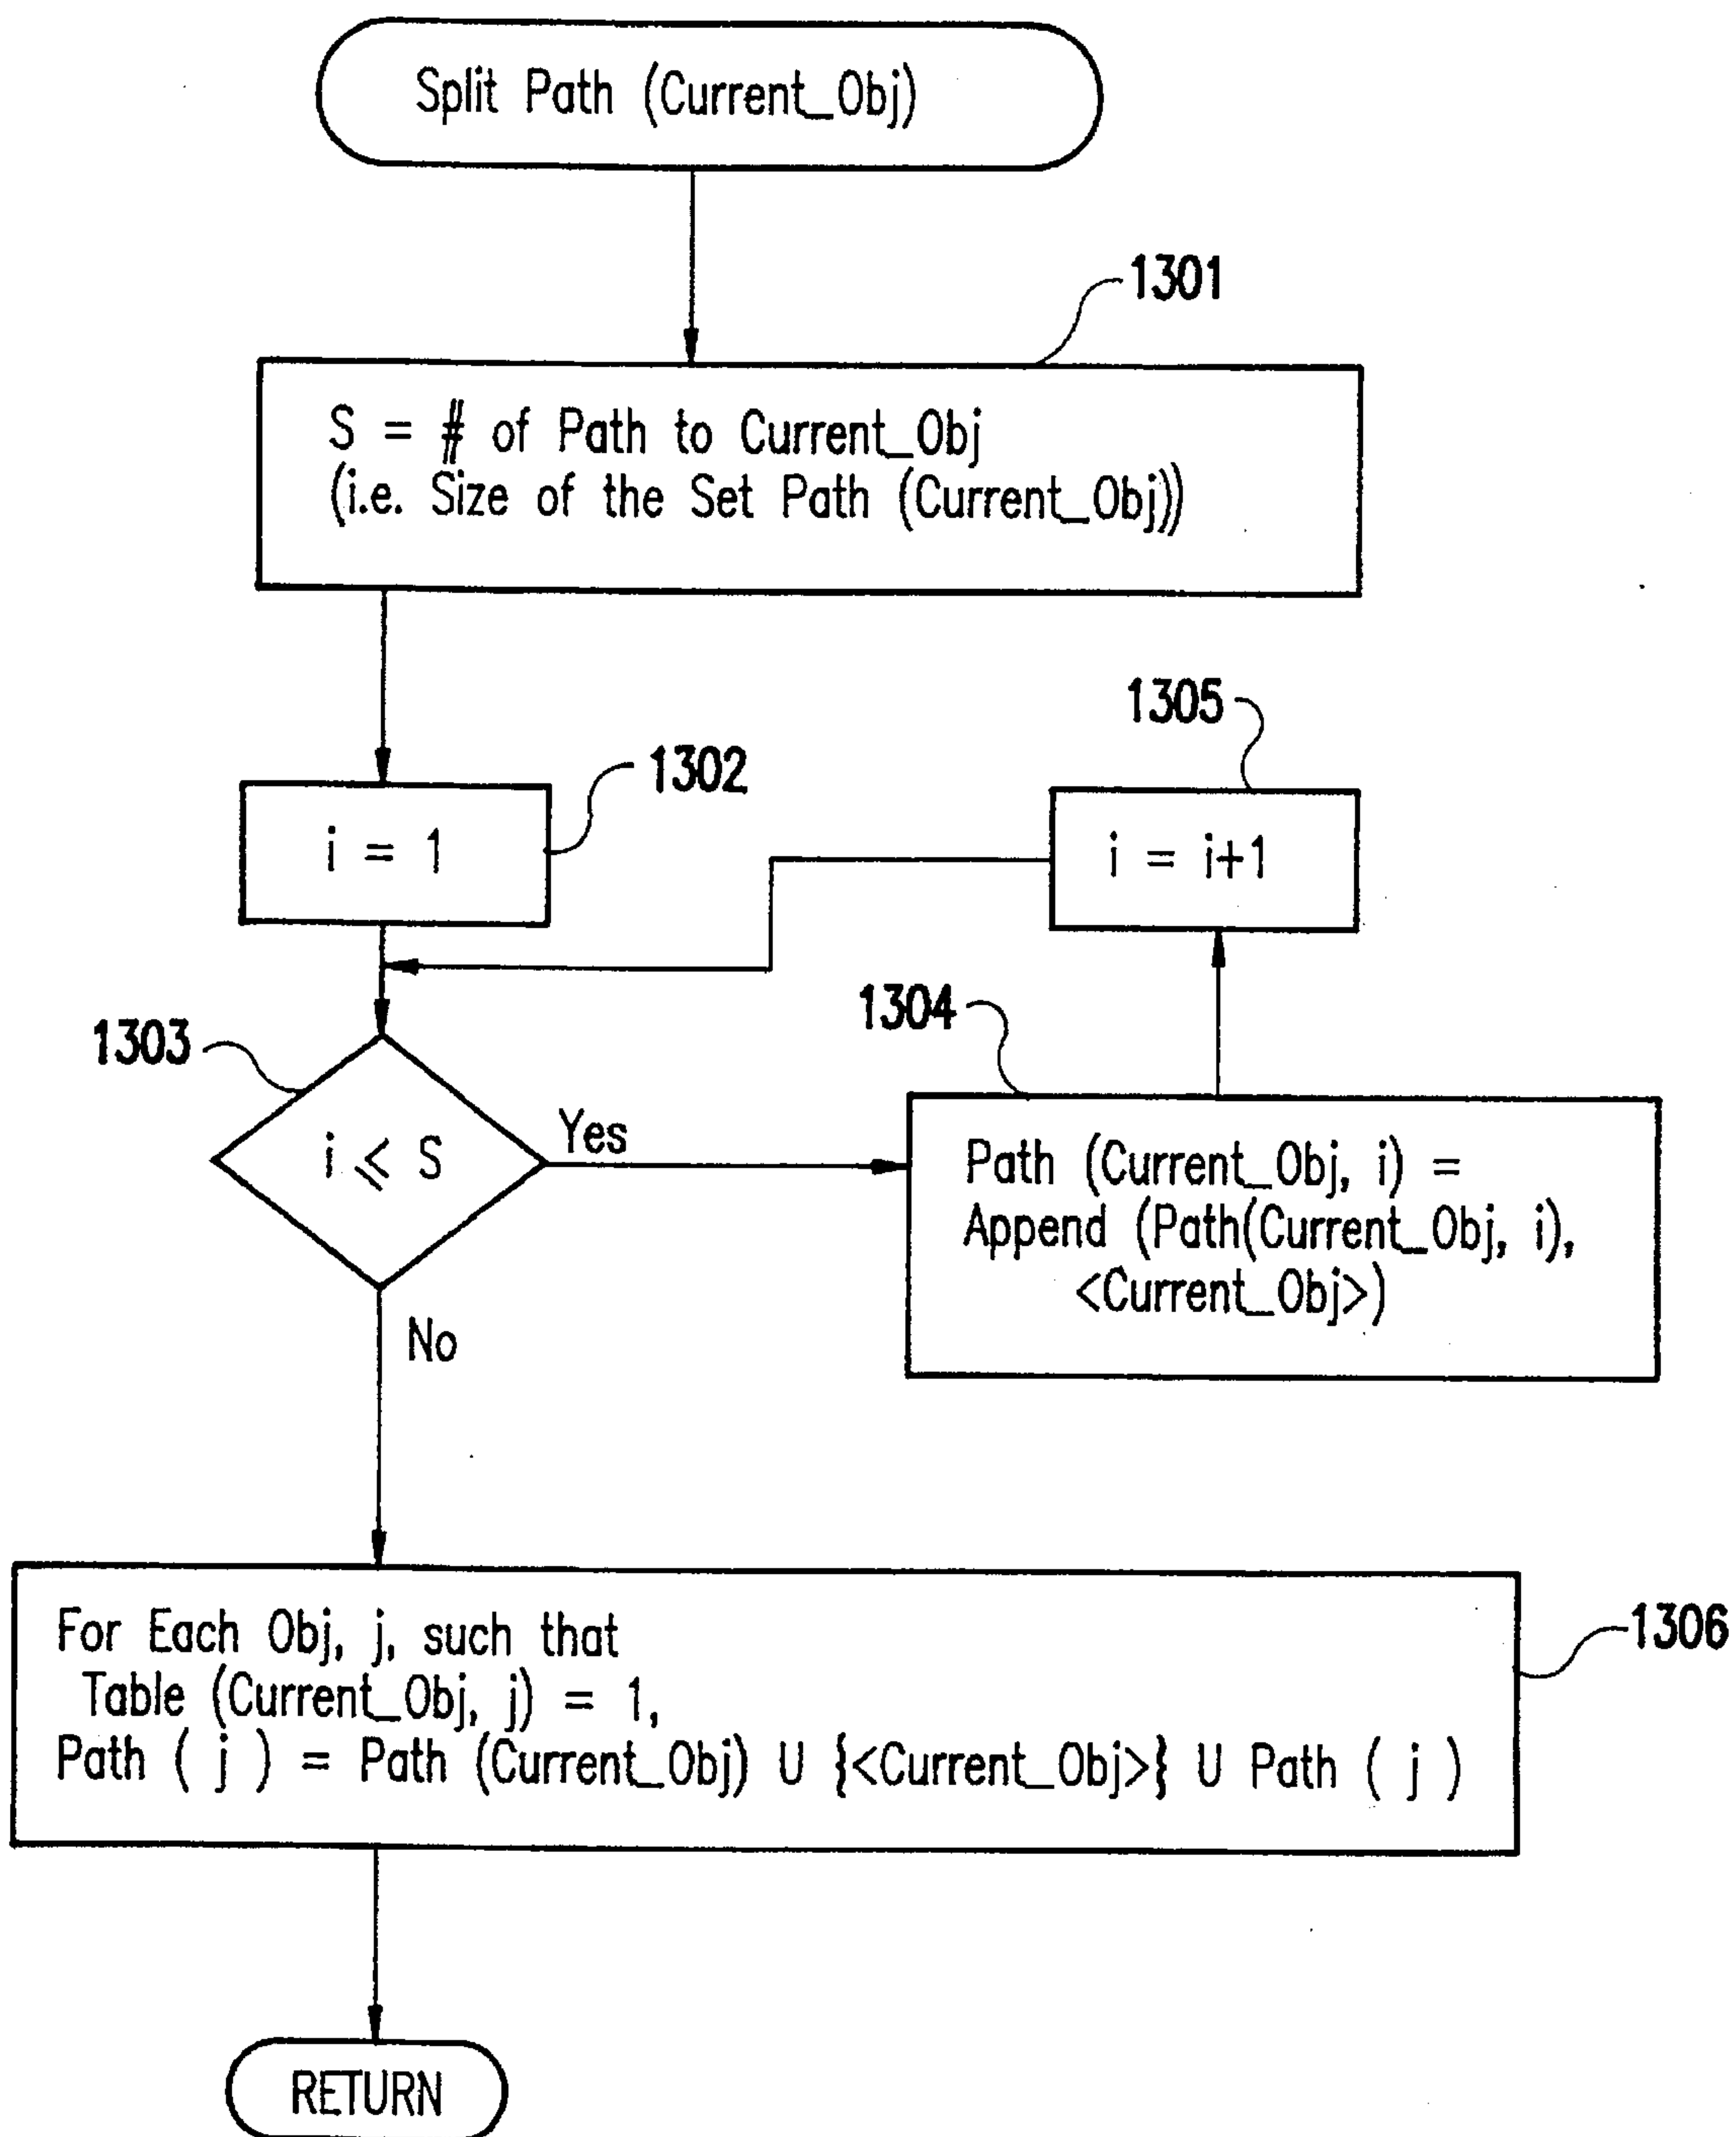 Split Path (Current_Obj)
1301
S = # of Path to Current_Obj
(i.e. Size of the Set Path (Current_Obj))
1305
1302
i = 1
i = i+1
1304
1303
i ⩽ S
Yes
Path (Current_Obj, i) =
Append (Path(Current_Obj, i),
<Current_Obj>)
No
For Each Obj, j, such that
Table (Current_Obj, j) = 1,
Path ( j ) = Path (Current_Obj) U {<Current_Obj>} U Path ( j )
1306
RETURN